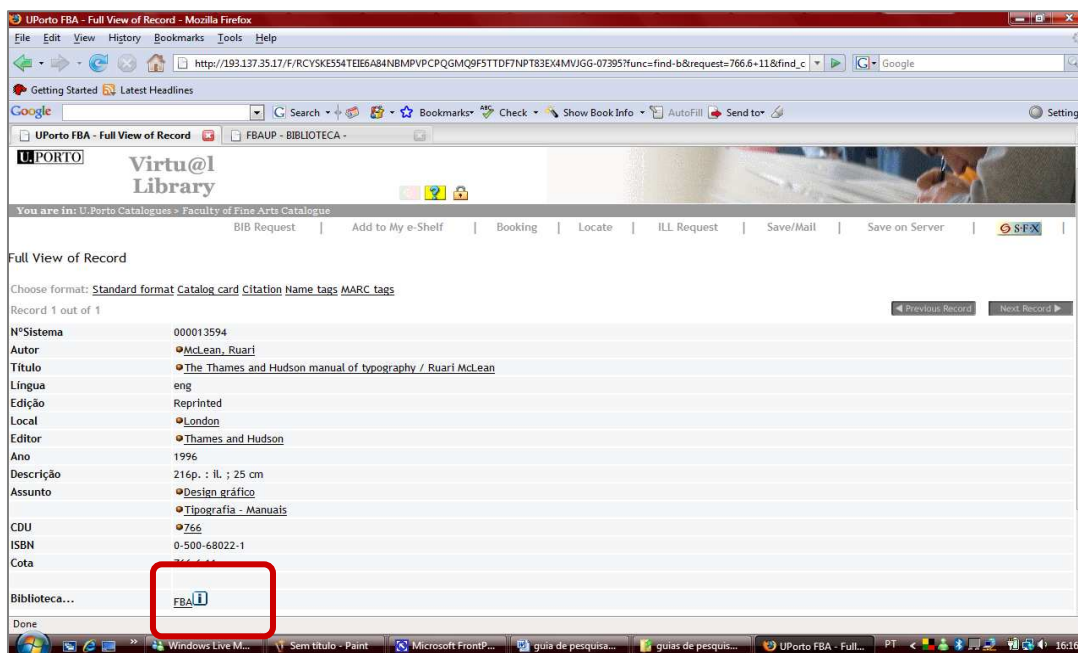 UPorto FBA - Full View of Record - Mozilla Firefox
File Edit View History Bookmarks Tools Help
http://193.137.35.17/F/RCYSKE554TEIE6A84NBMPVPCPQGMQ9F5TTDF7NPT83EX4MVJGG-07395?func=find-b&request=766.6+11&find_c
Google
Getting Started Latest Headlines
Google Search Bookmarks Check Show Book Info AutoFill Send to Setting
UPorto FBA - Full View of Record FBAUP - BIBLIOTECA -
U.PORTO
Virtu@l
Library
You are in: U.Porto Catalogues > Faculty of Fine Arts Catalogue
BIB Request | Add to My e-Shelf | Booking | Locate | ILL Request | Save/Mail | Save on Server | S·F·X |
Full View of Record
Choose format: Standard format Catalog card Citation Name tags MARC tags
Record 1 out of 1 Previous Record Next Record
NºSistema 000013594
Autor McLean, Ruari
Título The Thames and Hudson manual of typography / Ruari McLean
Língua eng
Edição Reprinted
Local London
Editor Thames and Hudson
Ano 1996
Descrição 216p. : il. ; 25 cm
Assunto Design gráfico
Tipografia - Manuais
CDU 766
ISBN 0-500-68022-1
Cota
Biblioteca... FBA
Done
Windows Live M... Sem título - Paint Microsoft FrontP... guia de pesquisa... guias de pesquis... UPorto FBA - Full... PT 16:16